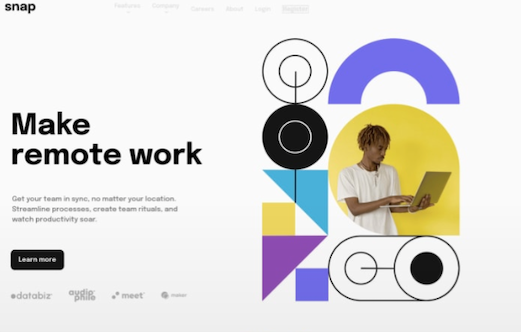 snap
Features Company Careers About Login Register
Make
remote work
Get your team in sync, no matter your location.
Streamline processes, create team rituals, and
watch productivity soar.
Learn more
databiz
audiophile
meet
maker